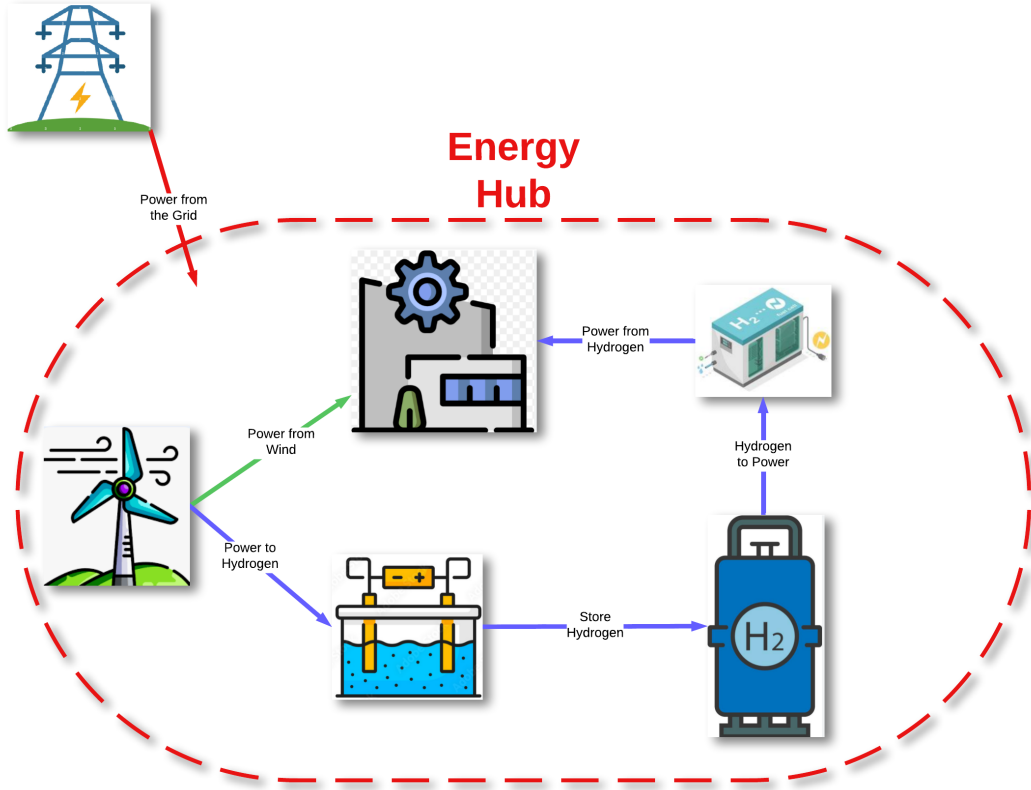 Energy
Hub
Power from
the Grid
H2
Power from
Hydrogen
Power from
Wind
Hydrogen
to Power
Power to
Hydrogen
Store
Hydrogen
H2